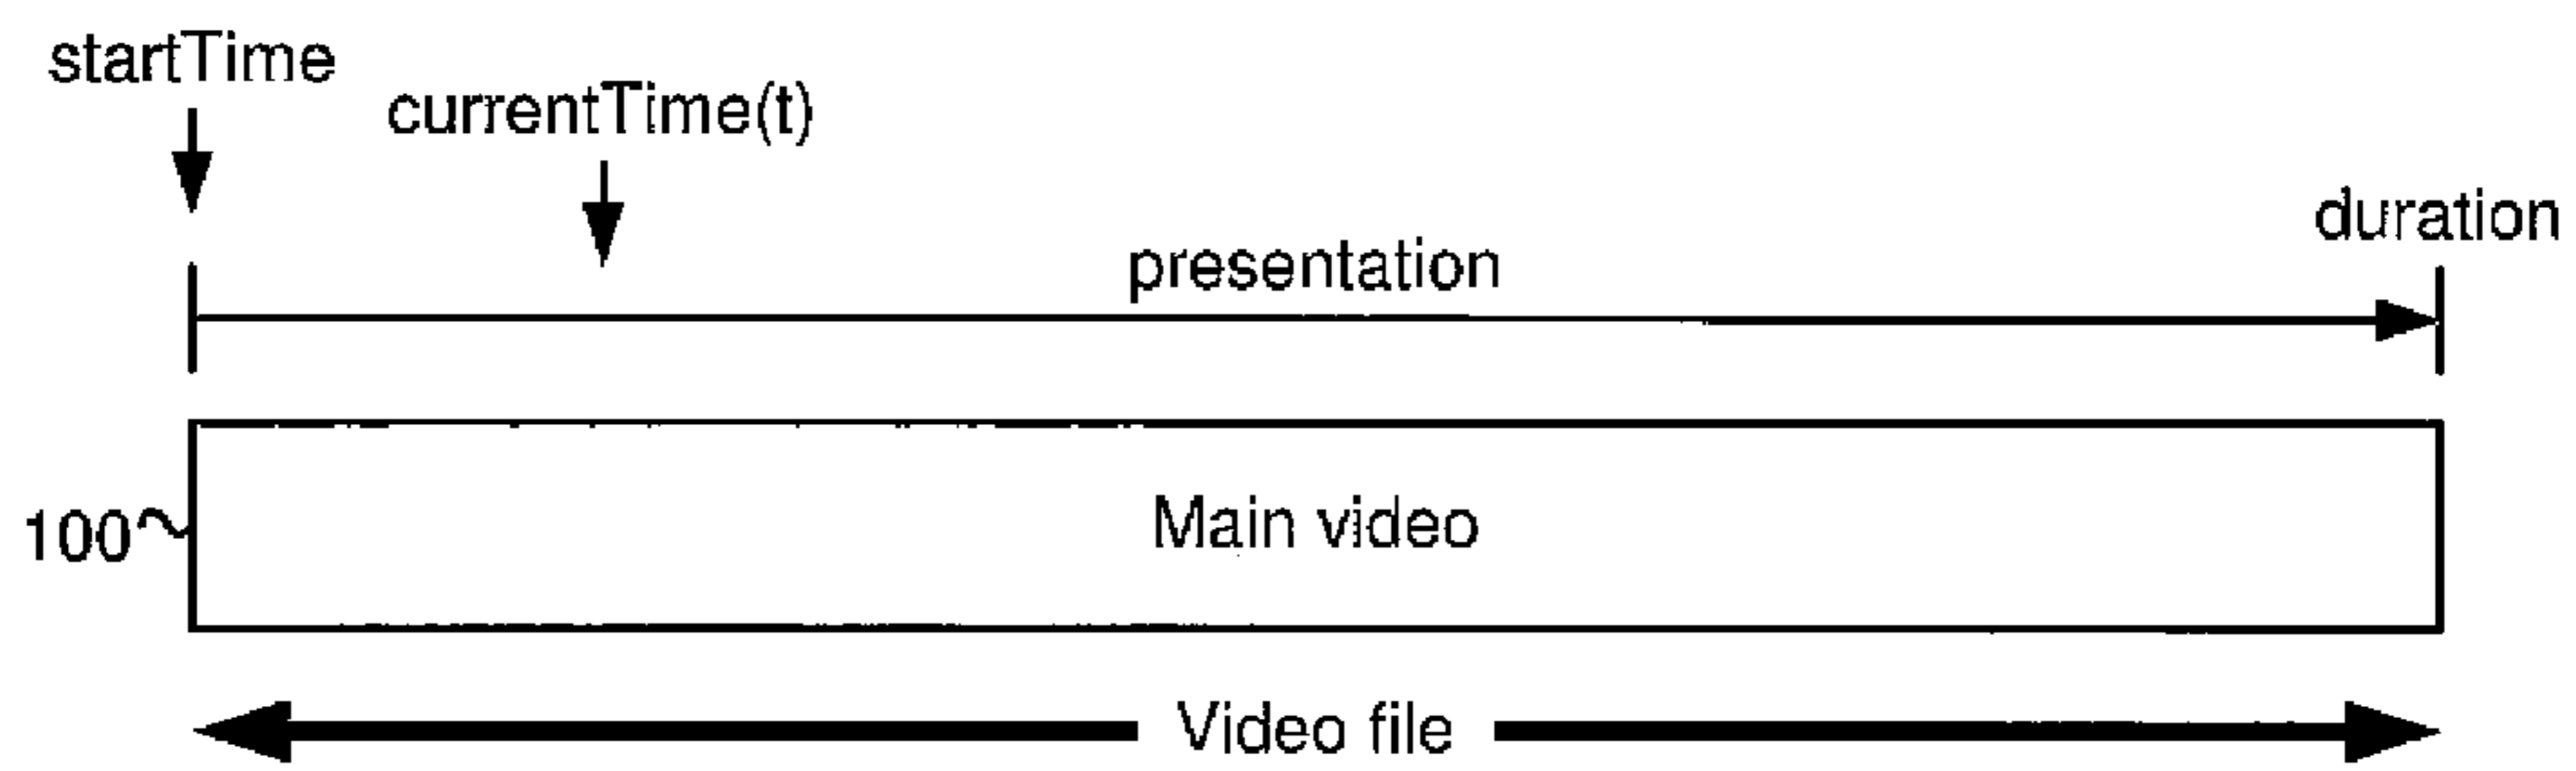 startTime
currentTime(t)
duration
presentation
100
Main video
Video file